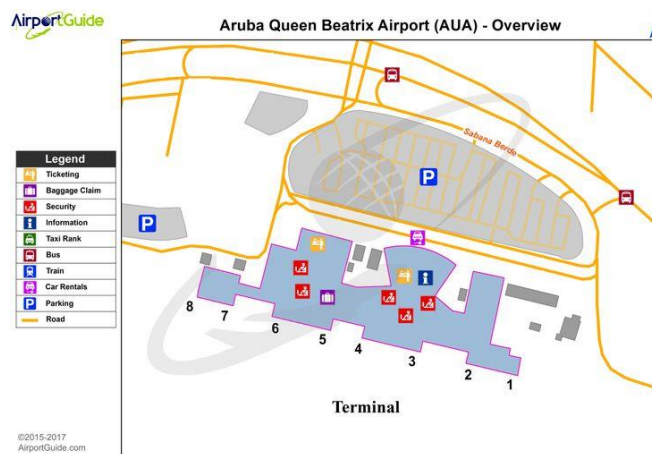 AirportGuide
Aruba Queen Beatrix Airport (AUA) - Overview
Sabana Berde
P
P
Legend
Ticketing
Baggage Claim
Security
Information
Taxi Rank
Bus
Train
Car Rentals
P Parking
Road
8
7
6
5
4
3
2
1
Terminal
©2015-2017
AirportGuide.com